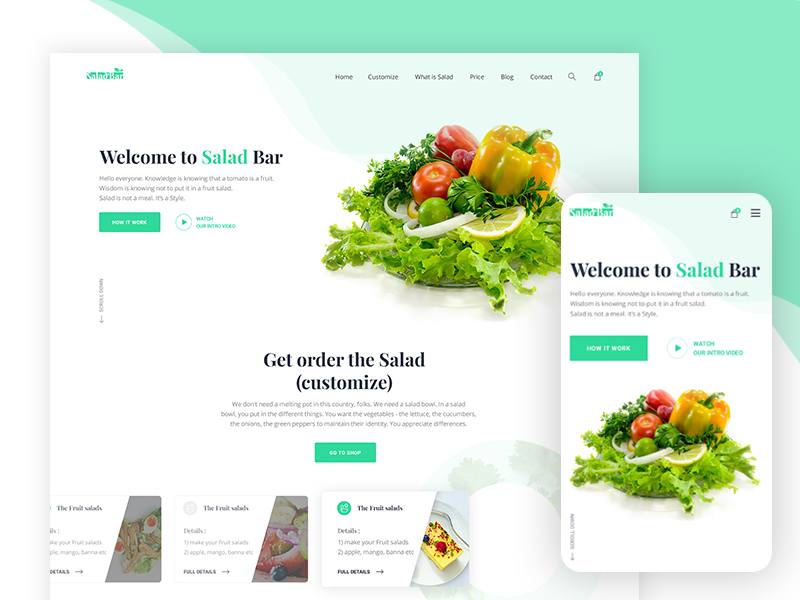 Salad Bar
Home Customize What is Salad Price Blog Contact
Welcome to Salad Bar
Hello everyone. Knowledge is knowing that a tomato is a fruit.
Wisdom is knowing not to put it in a fruit salad.
Salad is not a meal. it's a Style.
HOW IT WORK
WATCH
OUR INTRO VIDEO
SCROLL DOWN
Get order the Salad
(customize)
We don't need a melting pot in this country, folks. We need a salad bowl. In a salad
bowl, you put in the different things. You want the vegetables - the lettuce, the cucumbers,
the onions, the green peppers to maintain their identity. You appreciate differences.
GO TO SHOP
The Fruit salads
Details :
ke your Fruit salads
e, mango, banna etc
DETAILS
The Fruit salads
Details :
1) make your Fruit salads
2) apple, mango, banna etc
FULL DETAILS
The Fruit salads
Details :
1) make your Fruit salads
2) apple, mango, banna etc
FULL DETAILS
Salad Bar
Welcome to Salad Bar
Hello everyone. Knowledge is knowing that a tomato is a fruit.
Wisdom is knowing not to put it in a fruit salad.
Salad is not a meal. it's a Style.
HOW IT WORK
WATCH
OUR INTRO VIDEO
SCROLL DOWN